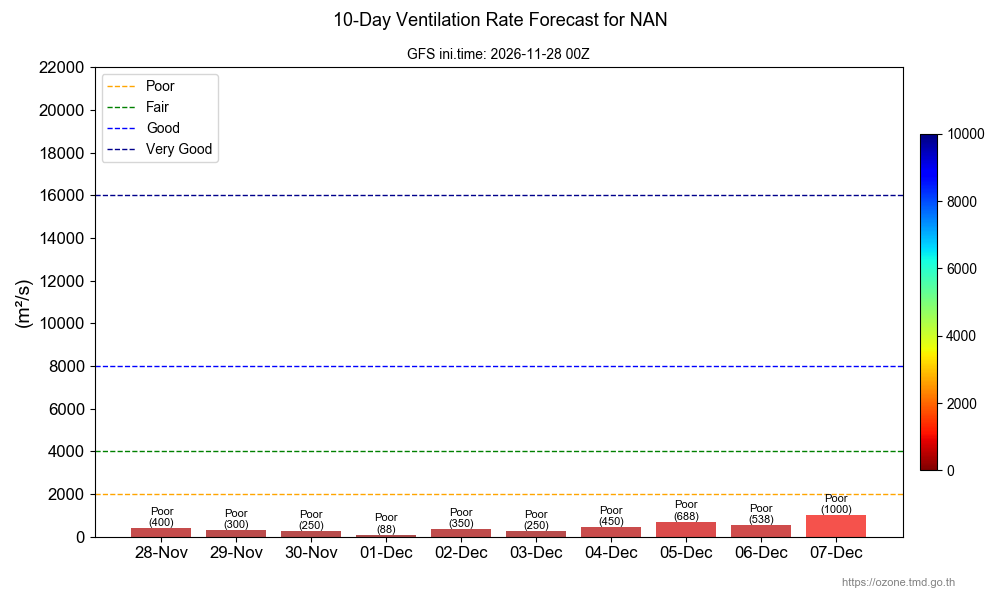 10-Day Ventilation Rate Forecast for NAN
GFS ini.time: 2026-11-28 00Z
22000
20000
18000
16000
14000
12000
10000
8000
6000
4000
2000
0
(m²/s)
Poor
Fair
Good
Very Good
Poor
(400)
Poor
(300)
Poor
(250)
Poor
(88)
Poor
(350)
Poor
(250)
Poor
(450)
Poor
(688)
Poor
(538)
Poor
(1000)
28-Nov
29-Nov
30-Nov
01-Dec
02-Dec
03-Dec
04-Dec
05-Dec
06-Dec
07-Dec
10000
8000
6000
4000
2000
0
https://ozone.tmd.go.th